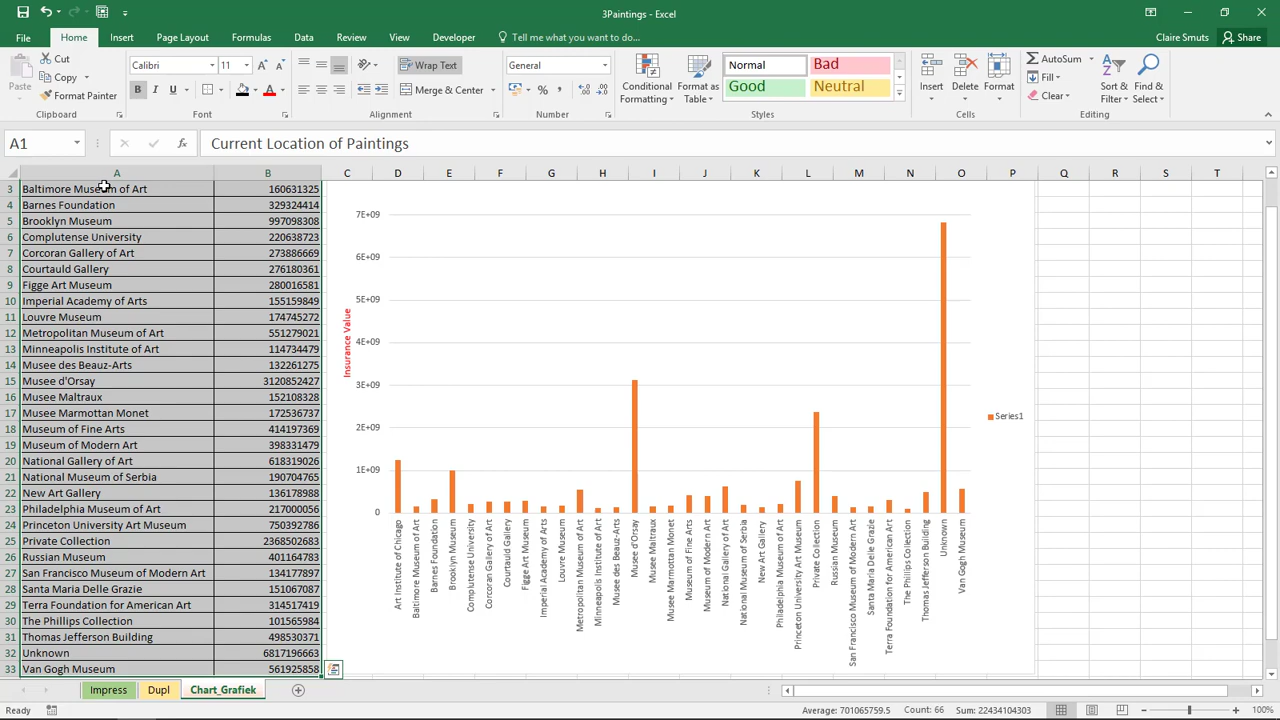 3Paintings - Excel
Claire Smuts
Share
File
Home
Insert
Page Layout
Formulas
Data
Review
View
Developer
Tell me what you want to do...
Paste
Cut
Copy
Format Painter
Clipboard
Calibri
11
B I U
Font
Wrap Text
Merge & Center
Alignment
General
%
Number
Conditional Formatting
Format as Table
Normal
Bad
Good
Neutral
Styles
Insert
Delete
Format
Cells
AutoSum
Fill
Clear
Sort & Filter
Find & Select
Editing
A1
fx
Current Location of Paintings
A B C D E F G H I J K L M N O P Q R S T
3 Baltimore Museum of Art 160631325
4 Barnes Foundation 329324414
5 Brooklyn Museum 997098308
6 Complutense University 220638723
7 Corcoran Gallery of Art 273886669
8 Courtauld Gallery 276180361
9 Figge Art Museum 280016581
10 Imperial Academy of Arts 155159849
11 Louvre Museum 174745272
12 Metropolitan Museum of Art 551279021
13 Minneapolis Institute of Art 114734479
14 Musee des Beauz-Arts 132261275
15 Musee d'Orsay 3120852427
16 Musee Maltraux 152108328
17 Musee Marmottan Monet 172536737
18 Museum of Fine Arts 414197369
19 Museum of Modern Art 398331479
20 National Gallery of Art 618319026
21 National Museum of Serbia 190704765
22 New Art Gallery 136178988
23 Philadelphia Museum of Art 217000056
24 Princeton University Art Museum 750392786
25 Private Collection 2368502683
26 Russian Museum 401164783
27 San Francisco Museum of Modern Art 134177897
28 Santa Maria Delle Grazie 151067087
29 Terra Foundation for American Art 314517419
30 The Phillips Collection 101565984
31 Thomas Jefferson Building 498530371
32 Unknown 6817196663
33 Van Gogh Museum 561925858
7E+09
6E+09
5E+09
4E+09
3E+09
2E+09
1E+09
0
Insurance Value
Series1
Art Institute of Chicago
Baltimore Museum of Art
Barnes Foundation
Brooklyn Museum
Complutense University
Corcoran Gallery of Art
Courtauld Gallery
Figge Art Museum
Imperial Academy of Arts
Louvre Museum
Metropolitan Museum of Art
Minneapolis Institute of Art
Musee des Beauz-Arts
Musee d'Orsay
Musee Maltraux
Musee Marmottan Monet
Museum of Fine Arts
Museum of Modern Art
National Gallery of Art
National Museum of Serbia
New Art Gallery
Philadelphia Museum of Art
Princeton University Art Museum
Private Collection
Russian Museum
San Francisco Museum of Modern Art
Santa Maria Delle Grazie
Terra Foundation for American Art
The Phillips Collection
Thomas Jefferson Building
Unknown
Van Gogh Museum
Impress
Dupl
Chart_Grafiek
Ready
Average: 701065759.5
Count: 66
Sum: 22434104303
100%